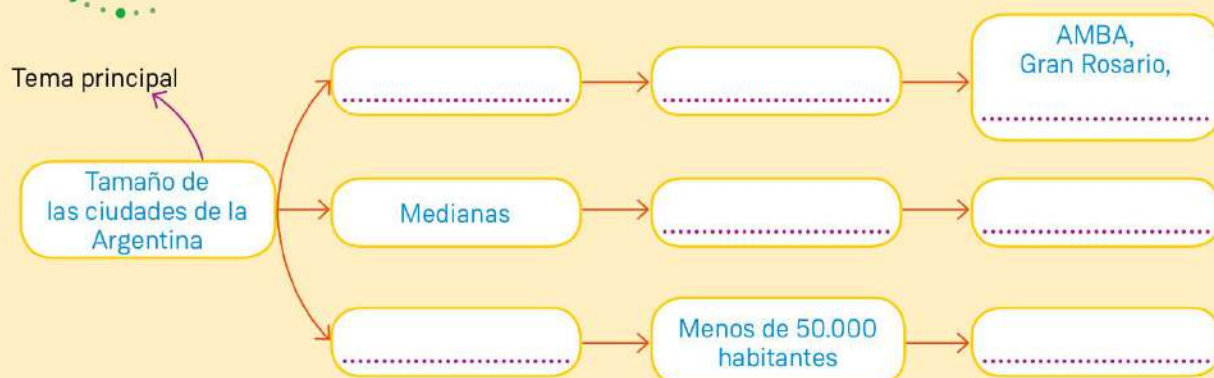 Tema principal
Tamaño de
las ciudades de la
Argentina
AMBA,
Gran Rosario,
Medianas
Menos de 50.000
habitantes